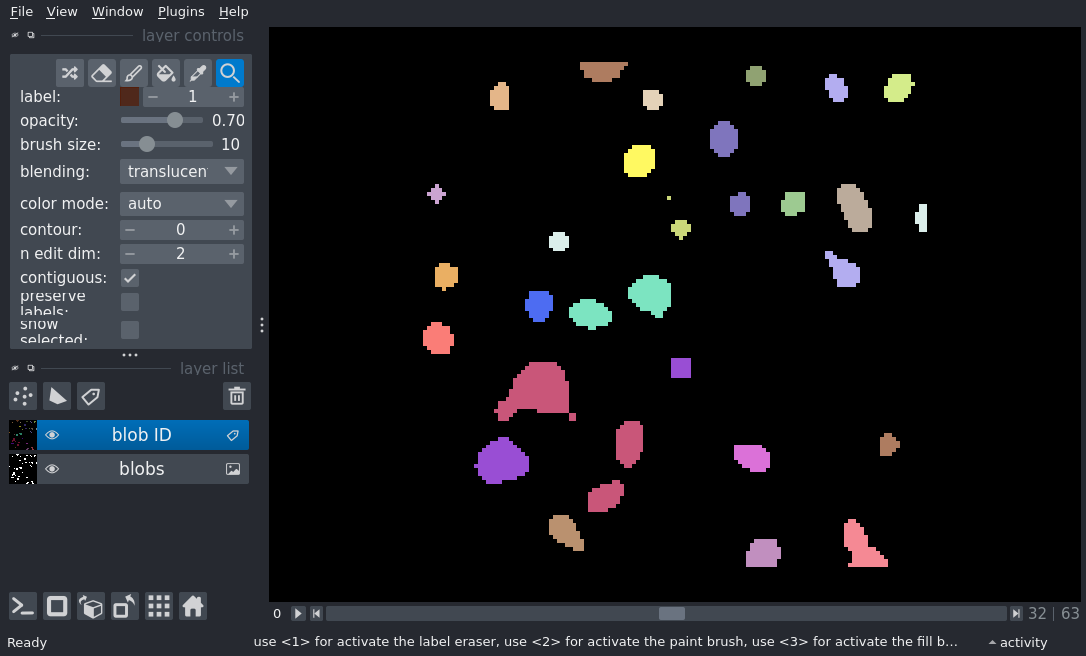 File View Window Plugins Help
layer controls
label: 1
opacity: 0.70
brush size: 10
blending: translucen
color mode: auto
contour: 0
n edit dim: 2
contiguous:
preserve
labels:
show
selected:
layer list
blob ID
blobs
0 32 | 63
Ready use <1> for activate the label eraser, use <2> for activate the paint brush, use <3> for activate the fill b... activity